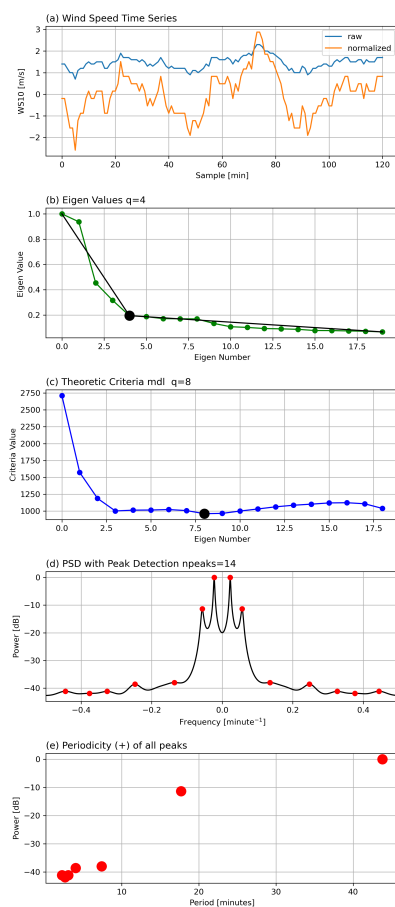 (a) Wind Speed Time Series
3
2
1
0
−1
−2
WS10 [m/s]
raw
normalized
0 20 40 60 80 100 120
Sample [min]
(b) Eigen Values q=4
1.0
0.8
0.6
0.4
0.2
Eigen Value
0.0 2.5 5.0 7.5 10.0 12.5 15.0 17.5
Eigen Number
(c) Theoretic Criteria mdl q=8
2750
2500
2250
2000
1750
1500
1250
1000
Criteria Value
0.0 2.5 5.0 7.5 10.0 12.5 15.0 17.5
Eigen Number
(d) PSD with Peak Detection npeaks=14
0
−10
−20
−30
−40
Power [dB]
−0.4 −0.2 0.0 0.2 0.4
Frequency [minute⁻¹]
(e) Periodicity (+) of all peaks
0
−10
−20
−30
−40
Power [dB]
10 20 30 40
Period [minutes]